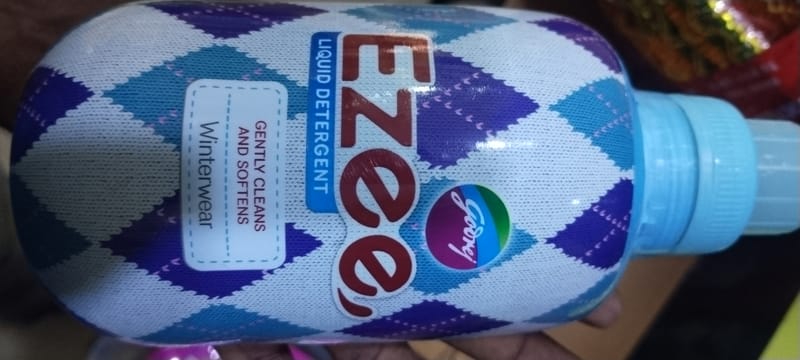 Godrej
Ezee,
LIQUID DETERGENT
GENTLY CLEANS
AND SOFTENS
Winterwear